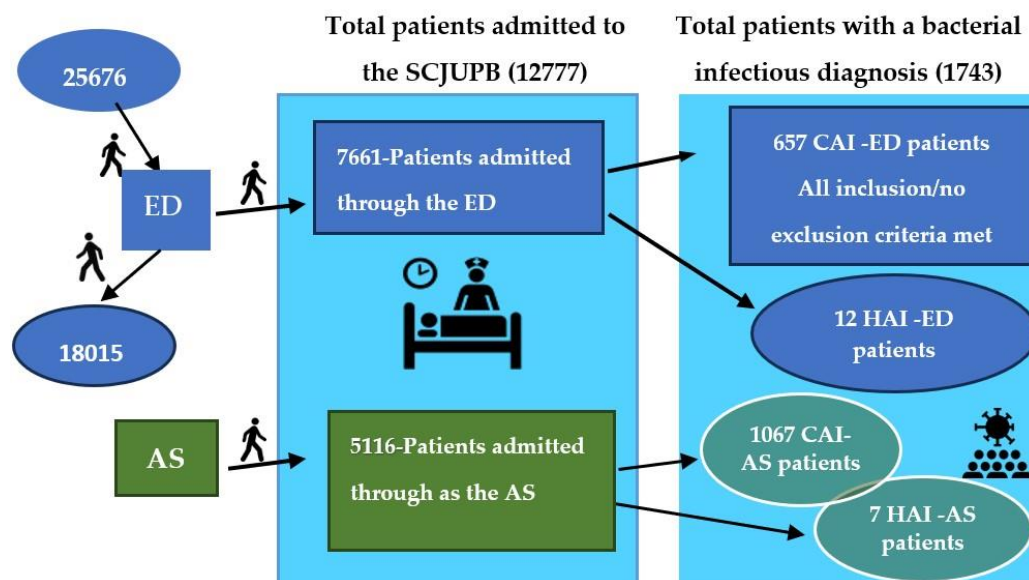 Total patients admitted to
the SCJUPB (12777)
Total patients with a bacterial
infectious diagnosis (1743)
25676
ED
18015
7661-Patients admitted
through the ED
657 CAI -ED patients
All inclusion/no
exclusion criteria met
12 HAI -ED
patients
AS
5116-Patients admitted
through as the AS
1067 CAI-
AS patients
7 HAI -AS
patients